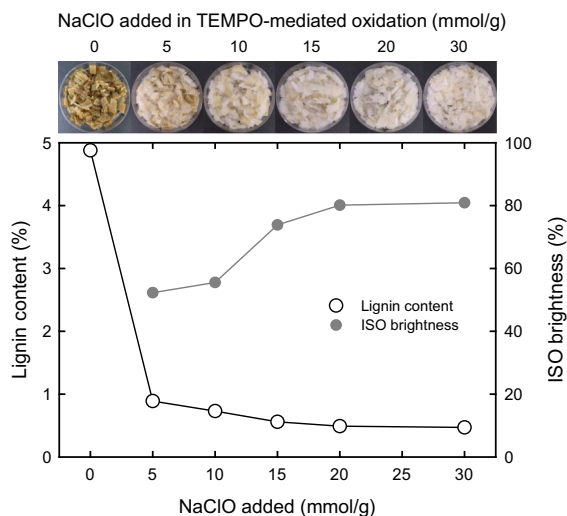 NaClO added in TEMPO-mediated oxidation (mmol/g)
0 5 10 15 20 30
5 100
4 80
3 60
2 40
1 20
0 0
Lignin content (%)
ISO brightness (%)
Lignin content
ISO brightness
0 5 10 15 20 25 30
NaClO added (mmol/g)